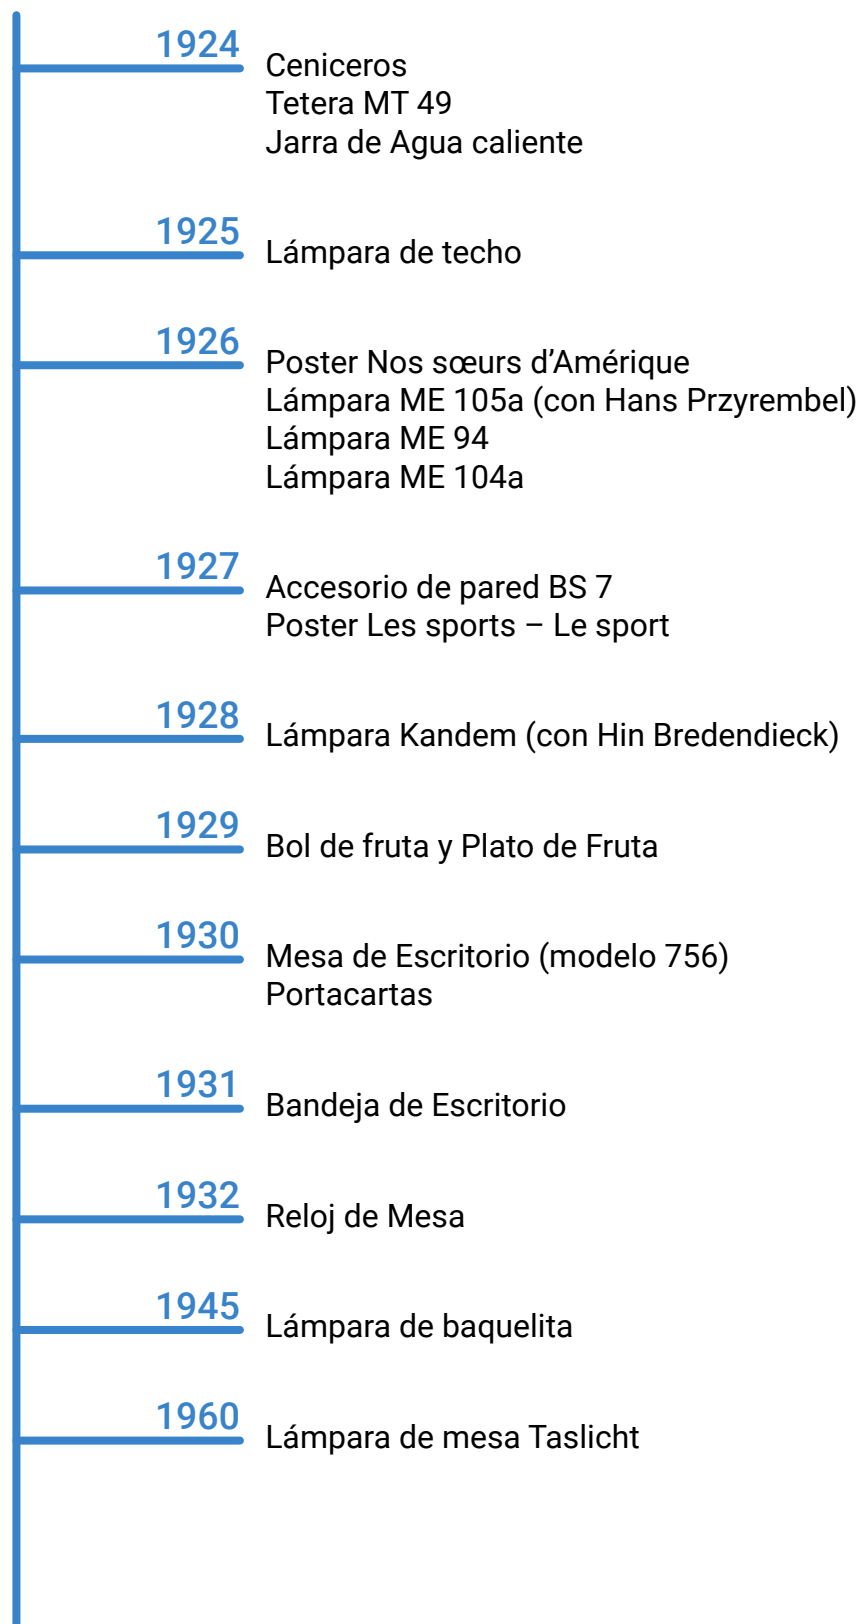 1924
Ceniceros
Tetera MT 49
Jarra de Agua caliente
1925
Lámpara de techo
1926
Poster Nos sœurs d’Amérique
Lámpara ME 105a (con Hans Przyrembel)
Lámpara ME 94
Lámpara ME 104a
1927
Accesorio de pared BS 7
Poster Les sports – Le sport
1928
Lámpara Kandem (con Hin Bredendieck)
1929
Bol de fruta y Plato de Fruta
1930
Mesa de Escritorio (modelo 756)
Portacartas
1931
Bandeja de Escritorio
1932
Reloj de Mesa
1945
Lámpara de baquelita
1960
Lámpara de mesa Taslicht